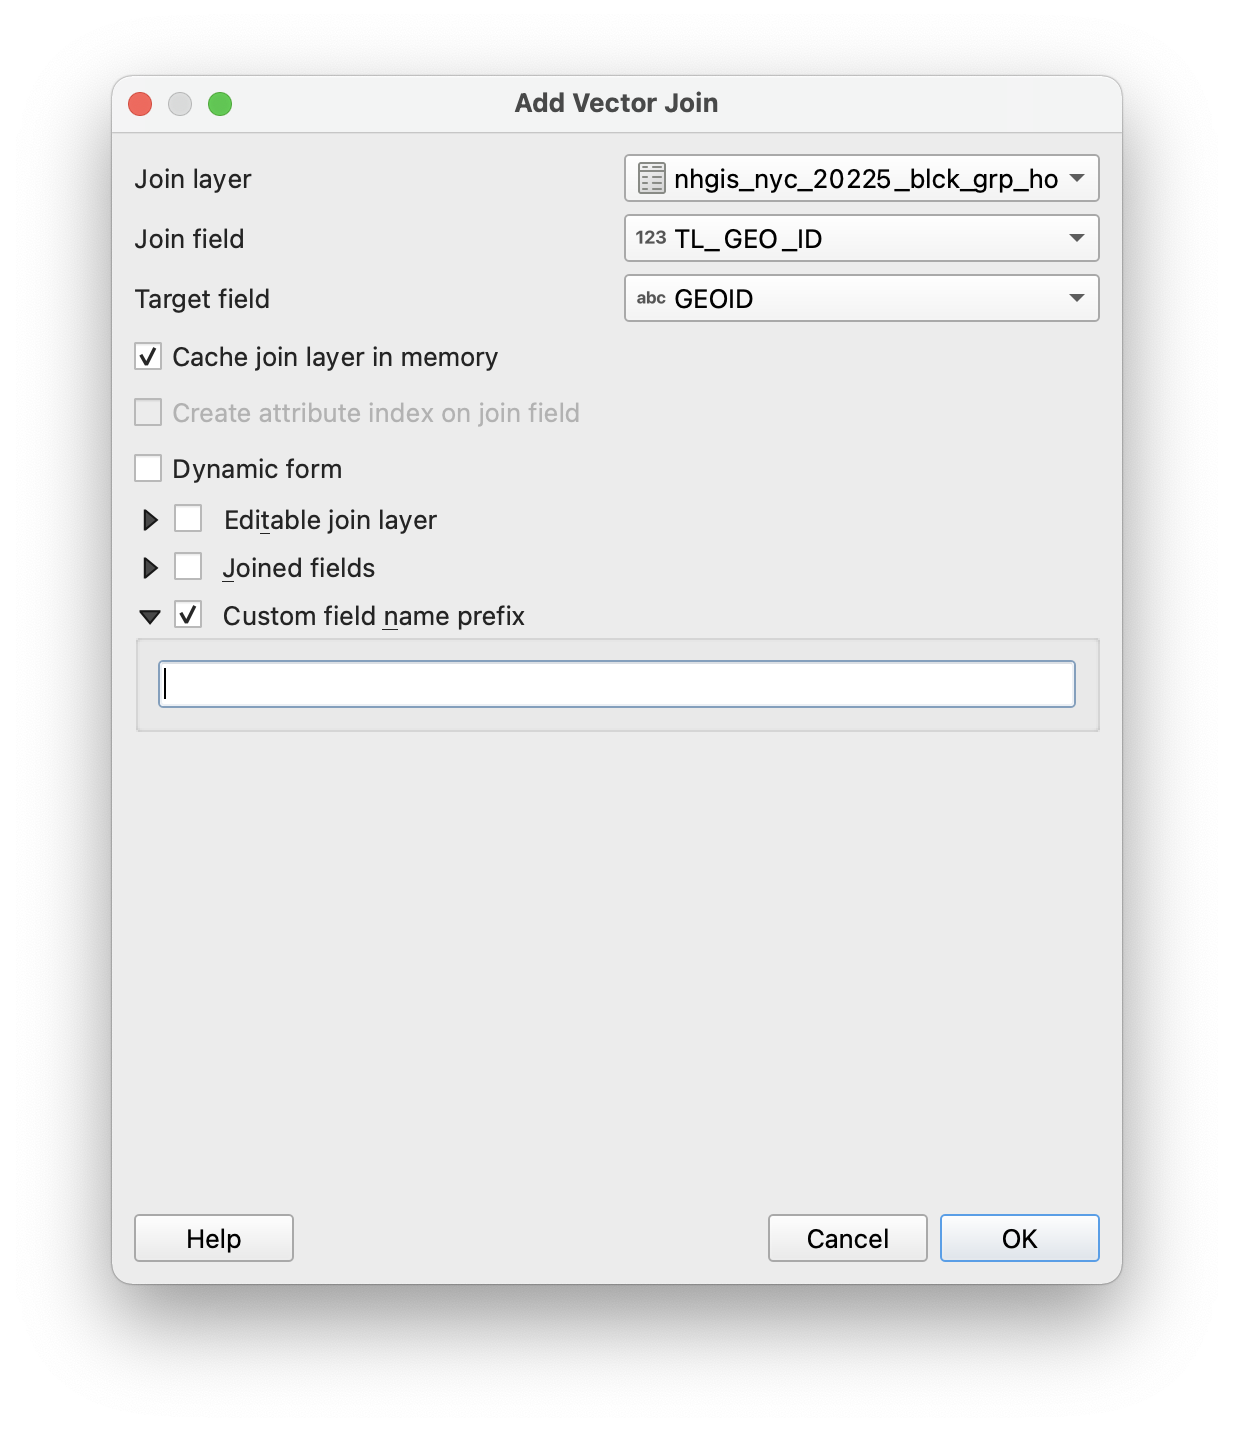 Add Vector Join
Join layer nhgis_nyc_20225_blck_grp_ho
Join field 123 TL_GEO_ID
Target field abc GEOID
Cache join layer in memory
Create attribute index on join field
Dynamic form
Editable join layer
Joined fields
Custom field name prefix
Help Cancel OK